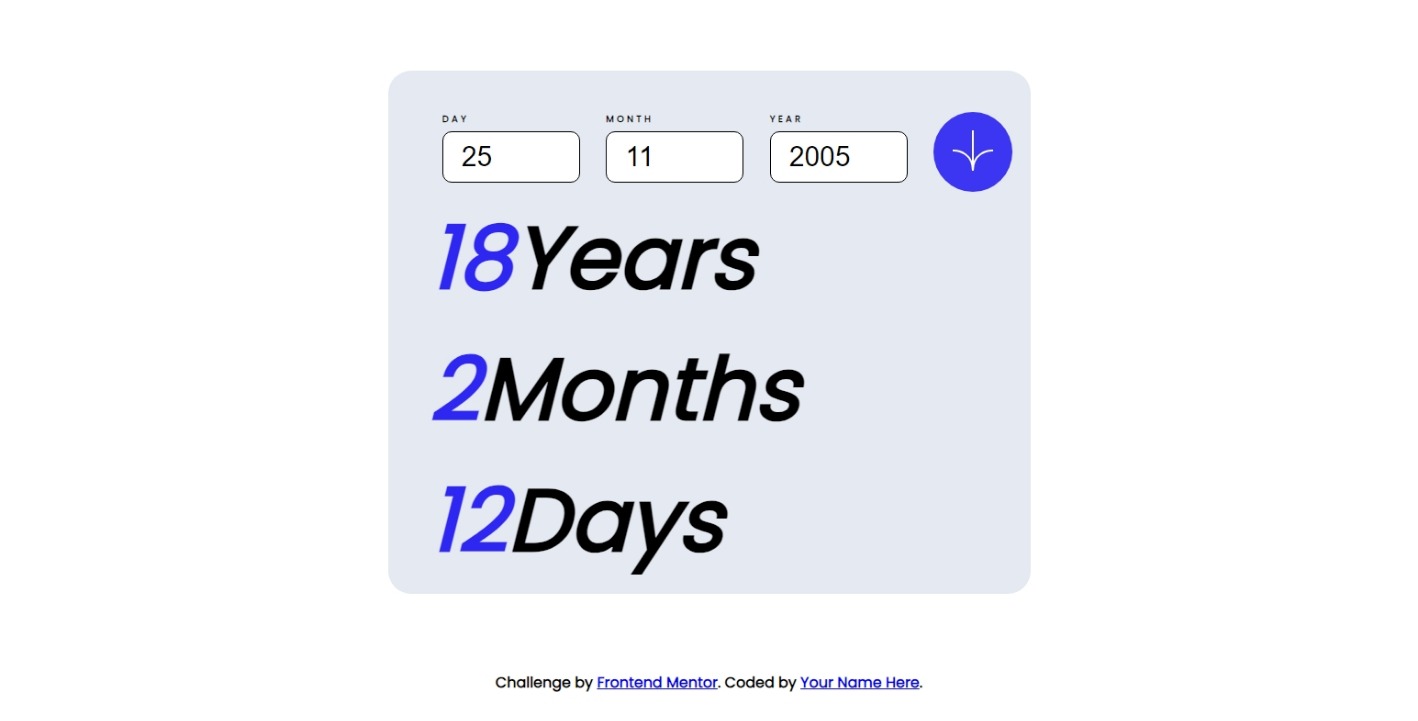 DAY MONTH YEAR
25 11 2005
18Years
2Months
12Days
Challenge by Frontend Mentor. Coded by Your Name Here.